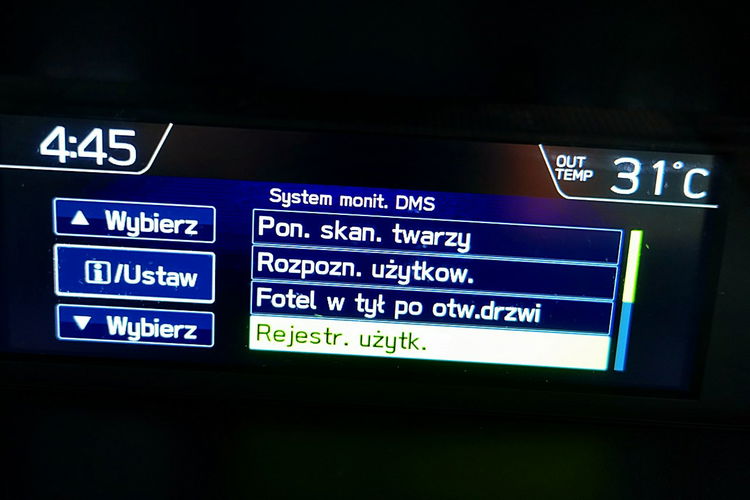 4:45
OUT
TEMP
31°C
System monit. DMS
▲ Wybierz
i/Ustaw
▼ Wybierz
Pon. skan. twarzy
Rozpozn. użytkow.
Fotel w tył po otw.drzwi
Rejestr. użytk.